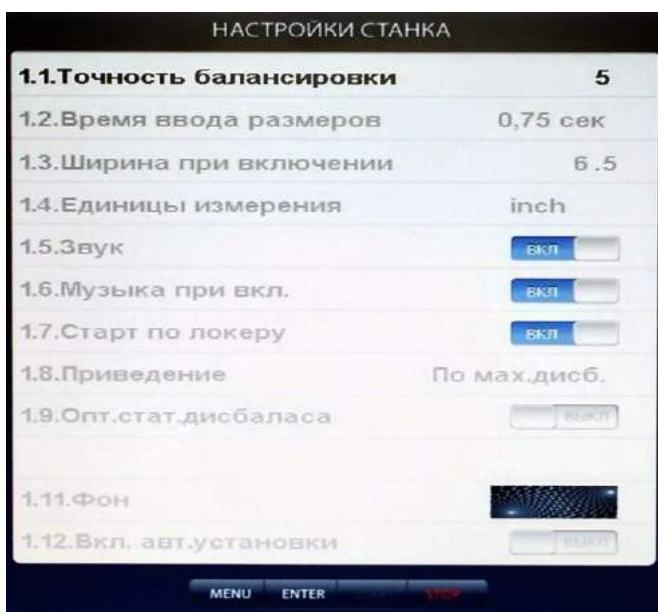 НАСТРОЙКИ СТАНКА
1.1.Точность балансировки 5
1.2.Время ввода размеров 0,75 сек
1.3.Ширина при включении 6.5
1.4.Единицы измерения inch
1.5.Звук ВКЛ
1.6.Музыка при вкл. ВКЛ
1.7.Старт по локеру ВКЛ
1.8.Приведение По мах.дисб.
1.9.Опт.стат.дисбаласа ВЫКЛ
1.11.Фон
1.12.Вкл. авт.установки ВЫКЛ
MENU ENTER STOP